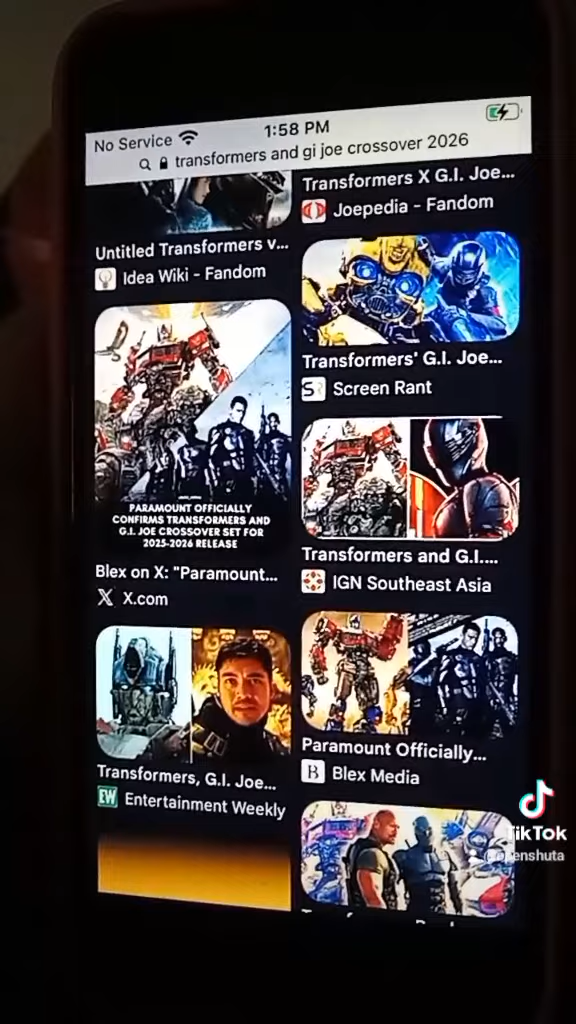 No Service
1:58 PM
transformers and gi joe crossover 2026
Untitled Transformers v...
Idea Wiki - Fandom
PARAMOUNT OFFICIALLY
CONFIRMS TRANSFORMERS AND
G.I. JOE CROSSOVER SET FOR
2025-2026 RELEASE
Blex on X: "Paramount...
X.com
Transformers, G.I. Joe...
EW Entertainment Weekly
Transformers X G.I. Joe...
Joepedia - Fandom
Transformers' G.I. Joe...
SR Screen Rant
Transformers and G.I....
IGN Southeast Asia
Paramount Officially...
B Blex Media
TikTok